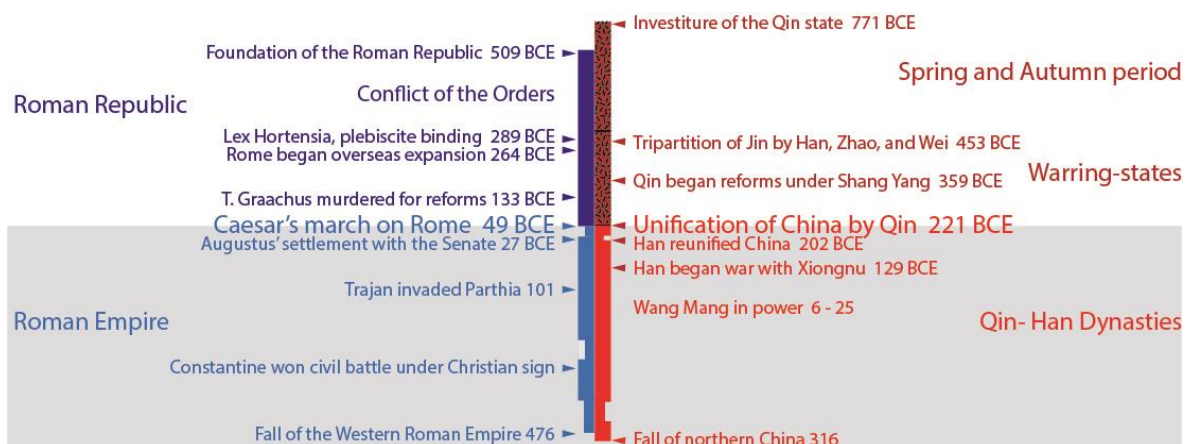 Investiture of the Qin state 771 BCE
Foundation of the Roman Republic 509 BCE
Spring and Autumn period
Roman Republic
Conflict of the Orders
Lex Hortensia, plebiscite binding 289 BCE
Tripartition of Jin by Han, Zhao, and Wei 453 BCE
Rome began overseas expansion 264 BCE
Warring-states
Qin began reforms under Shang Yang 359 BCE
T. Graachus murdered for reforms 133 BCE
Caesar's march on Rome 49 BCE
Unification of China by Qin 221 BCE
Augustus' settlement with the Senate 27 BCE
Han reunified China 202 BCE
Han began war with Xiongnu 129 BCE
Trajan invaded Parthia 101
Wang Mang in power 6 - 25
Roman Empire
Qin- Han Dynasties
Constantine won civil battle under Christian sign
Fall of the Western Roman Empire 476
Fall of northern China 316